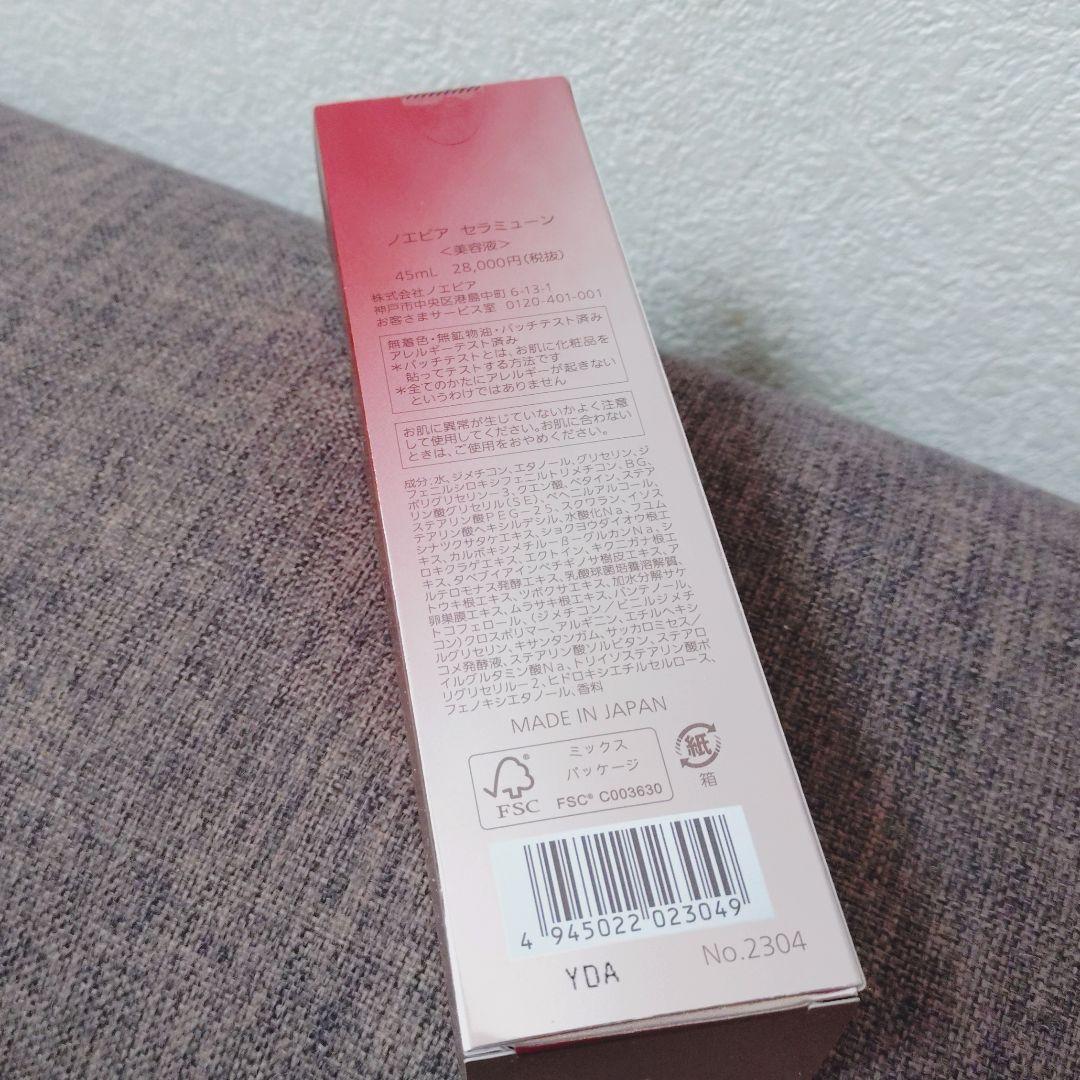 ノエビア セラミューン
＜美容液＞
45mL 28,000円(税抜)
株式会社ノエビア
神戸市中央区港島中町 6-13-1
お客さまサービス室 0120-401-001
無着色・無鉱物油・パッチテスト済み
アレルギーテスト済み
＊パッチテストとは、お肌に化粧品を
貼ってテストする方法です
＊全てのかたにアレルギーが起きない
というわけではありません
お肌に異常が生じていないかよく注意
して使用してください。お肌に合わない
ときは、ご使用をおやめください。
成分:水、ジメチコン、エタノール、グリセリン、ジ
フェニルシロキシフェニルトリメチコン、BG、
ポリグリセリン－3、クエン酸、ベタイン、ステア
リン酸グリセリル(SE)、ベヘニルアルコール、
ステアリン酸PEG－25、スクワラン、イソス
テアリン酸ヘキシルデシル、水酸化Na、フユム
シナツクサタケエキス、ショクヨウダイオウ根エ
キス、カルボキシメチル－β－グルカンNa、シ
ロキクラゲエキス、エクトイン、キクニガナ根エ
キス、タベブイアインペチギノサ樹皮エキス、ア
ルテロモナス発酵エキス、乳酸球菌培養溶解質、
トウキ根エキス、ツボクサエキス、加水分解サケ
卵巣膜エキス、ムラサキ根エキス、パンテノール、
トコフェロール、(ジメチコン／ビニルジメチ
コン)クロスポリマー、アルギニン、エチルヘキシ
ルグリセリン、キサンタンガム、サッカロミセス／
コメ発酵液、ステアリン酸ソルビタン、ステアロ
イルグルタミン酸Na、トリイソステアリン酸ポ
リグリセリル－2、ヒドロキシエチルセルロース、
フェノキシエタノール、香料
MADE IN JAPAN
ミックス
パッケージ
FSC
FSC® C003630
紙
箱
4 945022 023049
No.2304
YDA